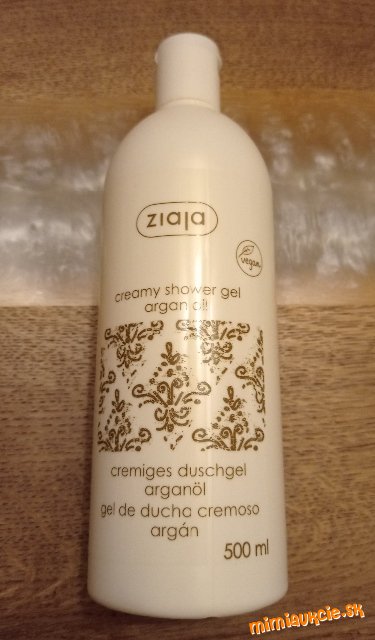 ziaja
vegan
creamy shower gel
argan oil
cremiges duschgel
arganöl
gel de ducha cremoso
argán
500 ml
mimiaukcie.sk